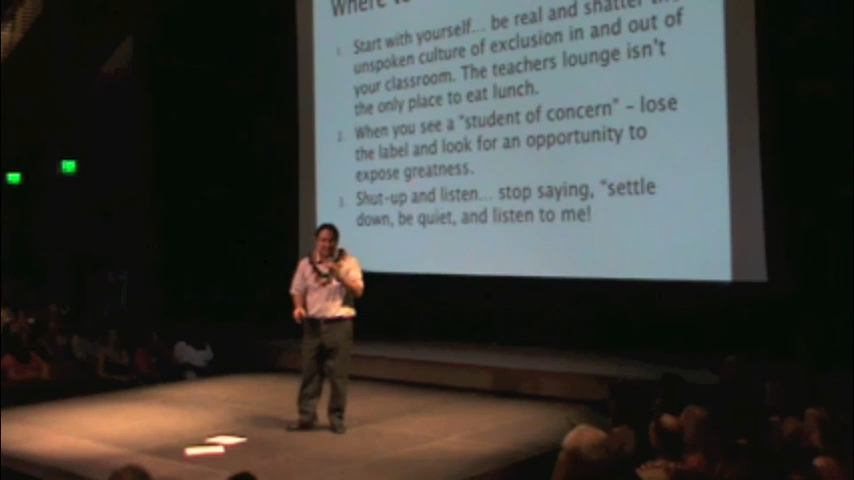 Where to
1. Start with yourself... be real and shatter
unspoken culture of exclusion in and out of
your classroom. The teachers lounge isn't
the only place to eat lunch.
2. When you see a "student of concern" – lose
the label and look for an opportunity to
expose greatness.
3. Shut-up and listen... stop saying, "settle
down, be quiet, and listen to me!